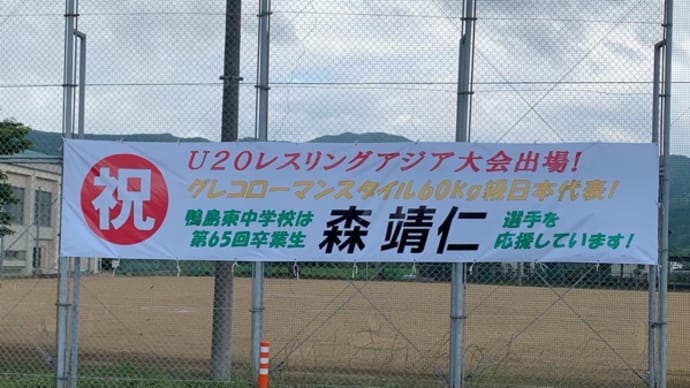 祝
U20レスリングアジア大会出場！
グレコローマンスタイル60Kg級日本代表！
鴨島東中学校は
第65回卒業生
森 靖仁
選手を
応援しています！